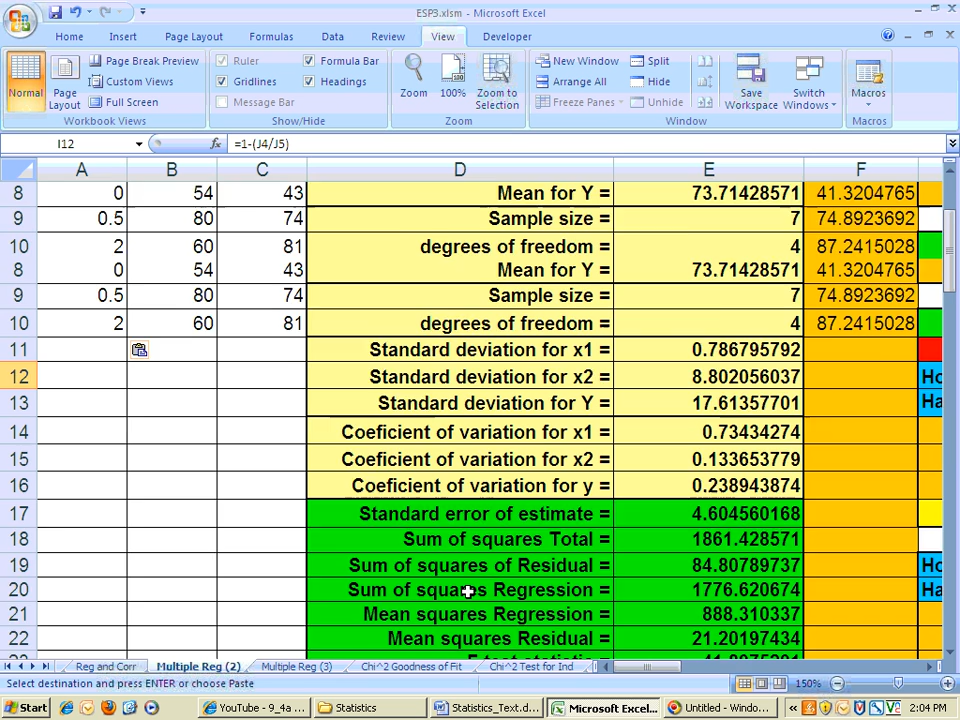 ESP3.xlsm - Microsoft Excel
Home Insert Page Layout Formulas Data Review View Developer
Normal Page Layout Page Break Preview Custom Views Full Screen
Workbook Views
Ruler Formula Bar
Gridlines Headings
Message Bar
Show/Hide
Zoom 100% Zoom to Selection
Zoom
New Window Arrange All Freeze Panes Split Hide Unhide
Save Workspace Switch Windows
Window
Macros
Macros
I12 fx =1-(J4/J5)
A B C D E F
8 0 54 43 Mean for Y = 73.71428571 41.3204765
9 0.5 80 74 Sample size = 7 74.8923692
10 2 60 81 degrees of freedom = 4 87.2415028
8 0 54 43 Mean for Y = 73.71428571 41.3204765
9 0.5 80 74 Sample size = 7 74.8923692
10 2 60 81 degrees of freedom = 4 87.2415028
11 Standard deviation for x1 = 0.786795792
12 Standard deviation for x2 = 8.802056037 Ho
13 Standard deviation for Y = 17.61357701 Ha
14 Coeficient of variation for x1 = 0.73434274
15 Coeficient of variation for x2 = 0.133653779
16 Coeficient of variation for y = 0.238943874
17 Standard error of estimate = 4.604560168
18 Sum of squares Total = 1861.428571
19 Sum of squares of Residual = 84.80789737 Ho
20 Sum of squares Regression = 1776.620674 Ha
21 Mean squares Regression = 888.310337
22 Mean squares Residual = 21.20197434
Reg and Corr Multiple Reg (2) Multiple Reg (3) Chi^2 Goodness of Fit Chi^2 Test for Ind
Select destination and press ENTER or choose Paste 150%
Start YouTube - 9_4a ... Statistics Statistics_Text.d... Microsoft Excel... Untitled - Windo... 2:04 PM